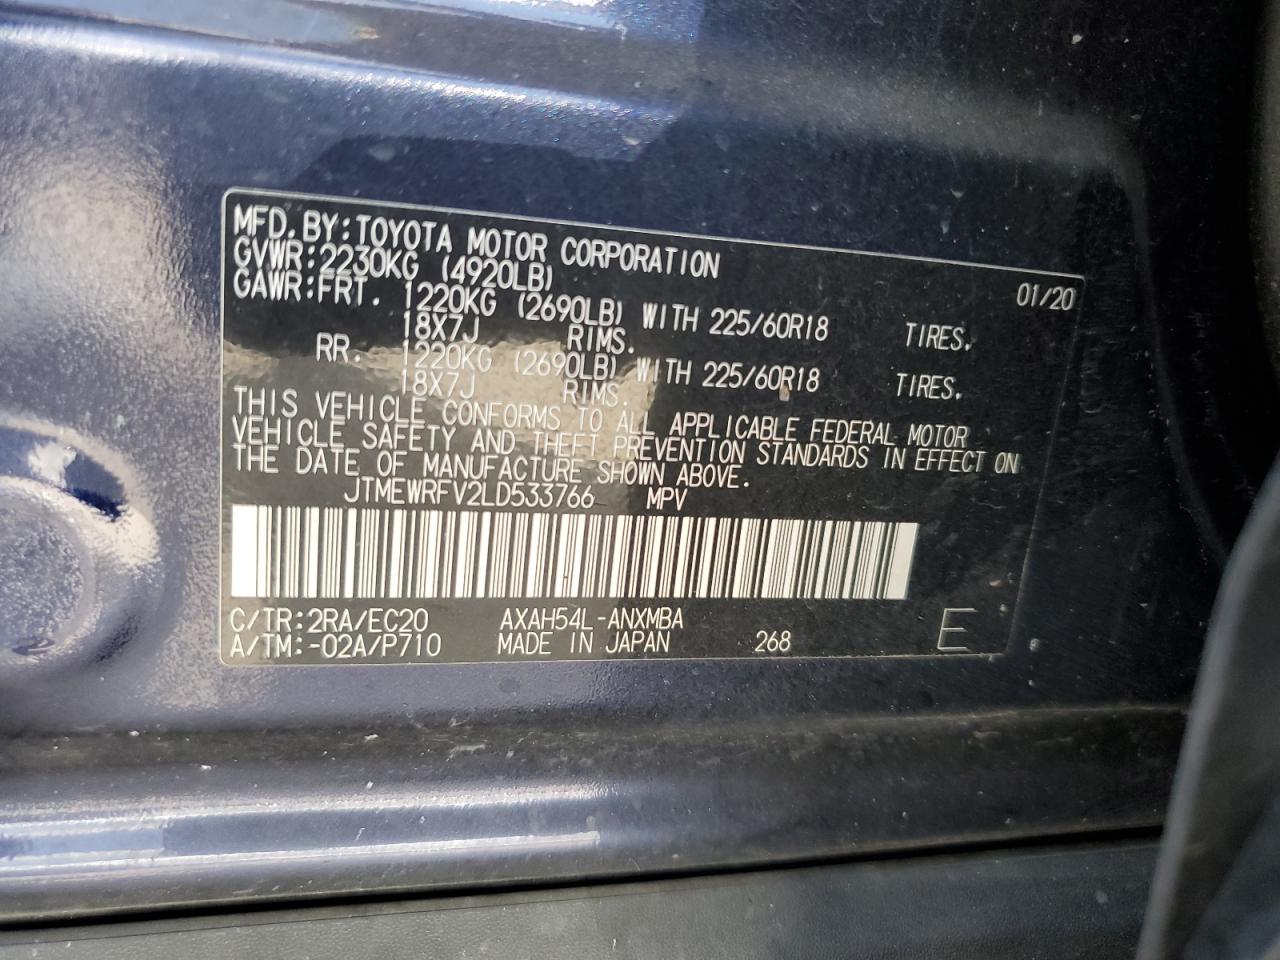 MFD.BY:TOYOTA MOTOR CORPORATION 01/20
GVWR:2230KG (4920LB)
GAWR:FRT. 1220KG (2690LB) WITH 225/60R18 TIRES.
18X7J RIMS.
RR. 1220KG (2690LB) WITH 225/60R18 TIRES.
18X7J RIMS.
THIS VEHICLE CONFORMS TO ALL APPLICABLE FEDERAL MOTOR
VEHICLE SAFETY AND THEFT PREVENTION STANDARDS IN EFFECT ON
THE DATE OF MANUFACTURE SHOWN ABOVE.
JTMEWRFV2LD533766 MPV
C/TR:2RA/EC20 AXAH54L-ANXMBA
A/TM:-02A/P710 MADE IN JAPAN 268 E